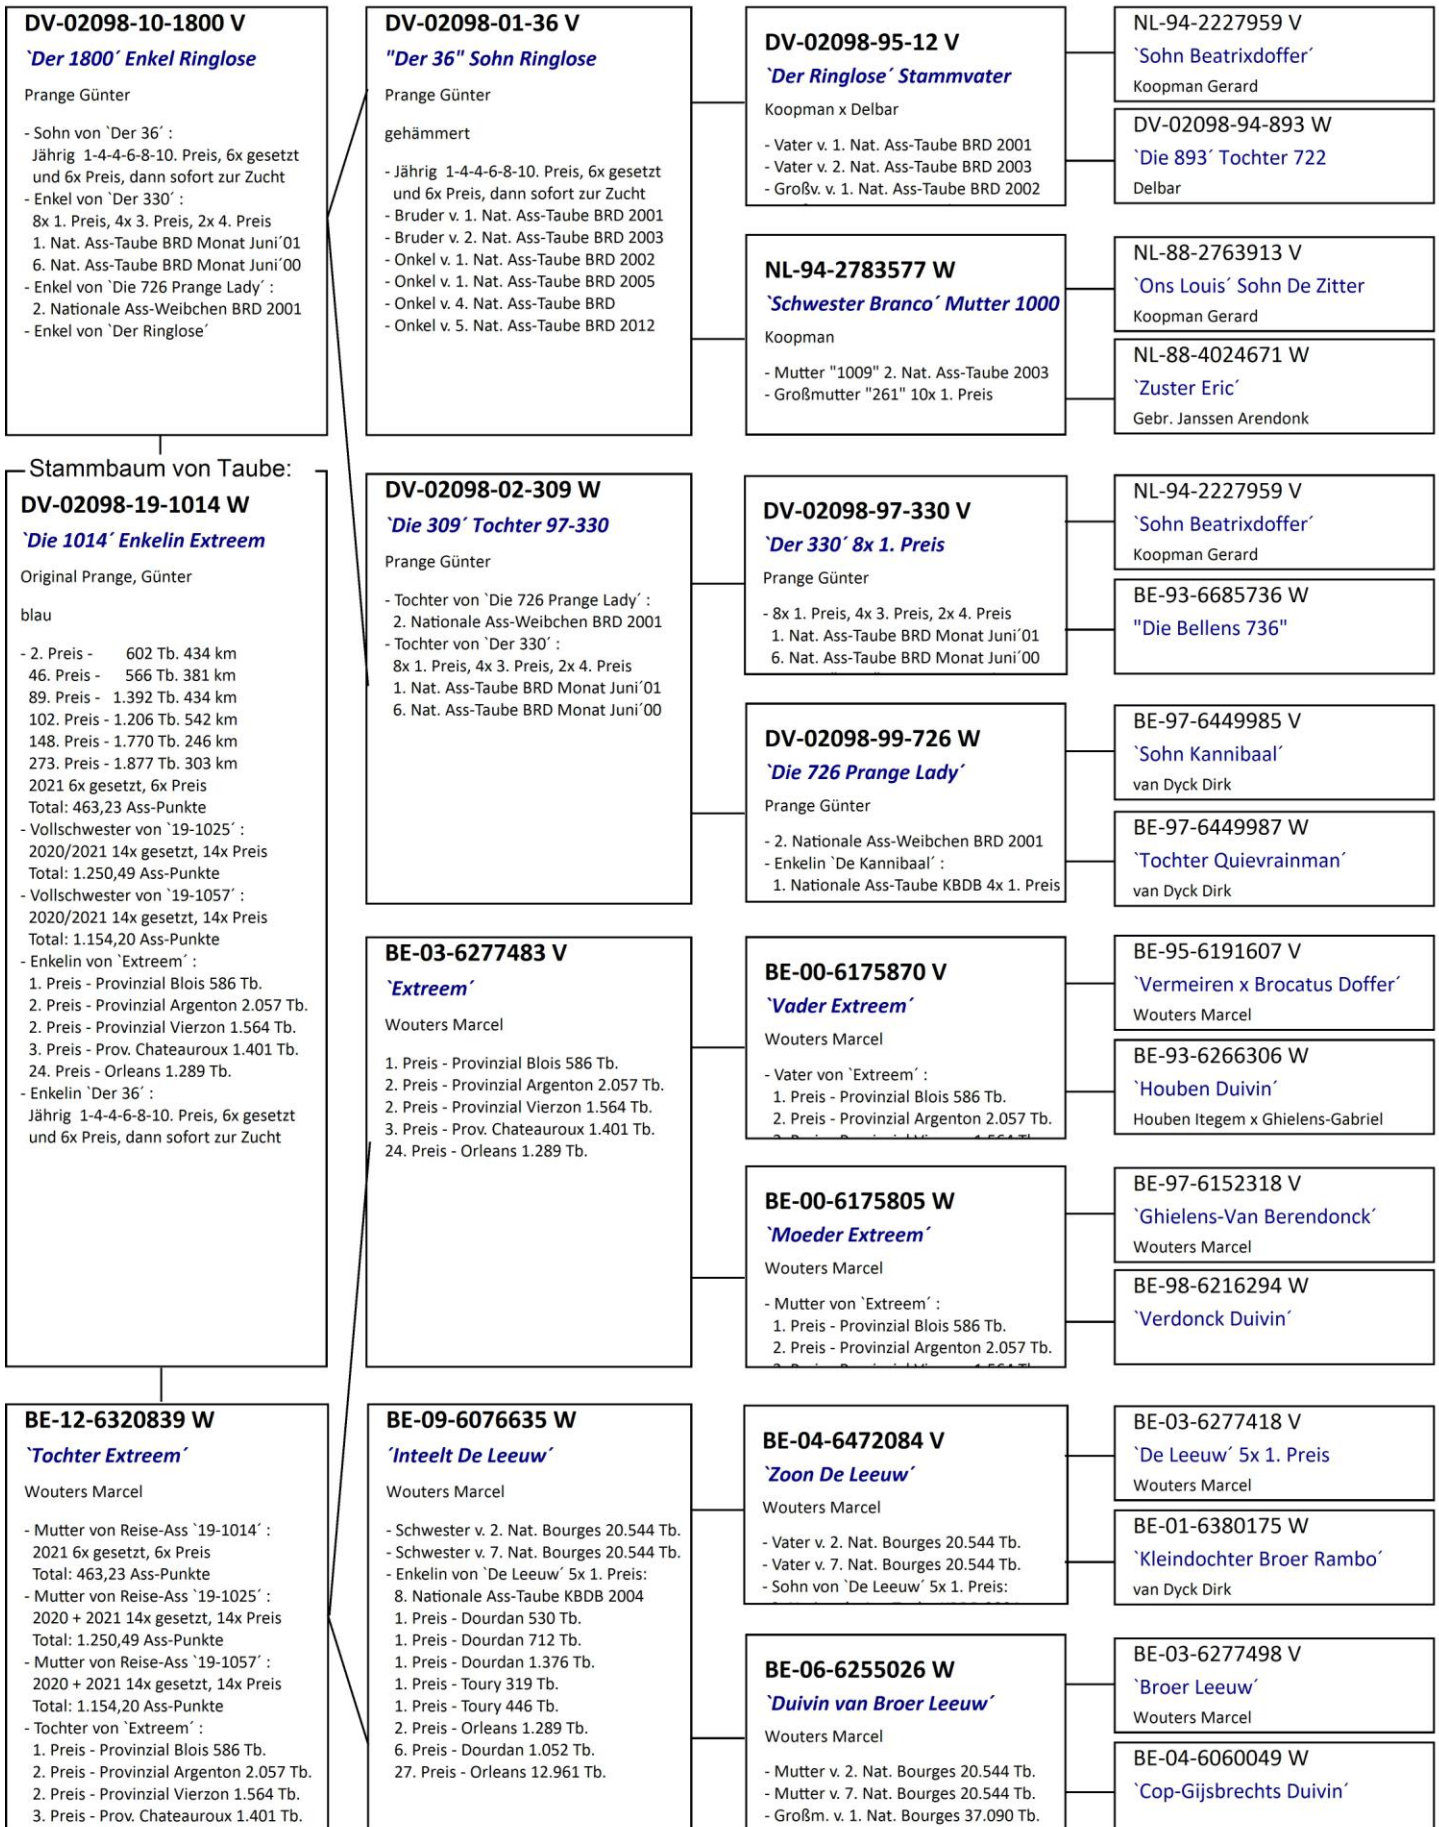 DV-02098-10-1800 V
`Der 1800´ Enkel Ringlose
Prange Günter
- Sohn von `Der 36´ :
Jährig 1-4-4-6-8-10. Preis, 6x gesetzt
und 6x Preis, dann sofort zur Zucht
- Enkel von `Der 330´ :
8x 1. Preis, 4x 3. Preis, 2x 4. Preis
1. Nat. Ass-Taube BRD Monat Juni´01
6. Nat. Ass-Taube BRD Monat Juni´00
- Enkel von `Die 726 Prange Lady´ :
2. Nationale Ass-Weibchen BRD 2001
- Enkel von `Der Ringlose´
Stammbaum von Taube:
DV-02098-19-1014 W
`Die 1014´ Enkelin Extreem
Original Prange, Günter
blau
- 2. Preis - 602 Tb. 434 km
46. Preis - 566 Tb. 381 km
89. Preis - 1.392 Tb. 434 km
102. Preis - 1.206 Tb. 542 km
148. Preis - 1.770 Tb. 246 km
273. Preis - 1.877 Tb. 303 km
2021 6x gesetzt, 6x Preis
Total: 463,23 Ass-Punkte
- Vollschwester von `19-1025´ :
2020/2021 14x gesetzt, 14x Preis
Total: 1.250,49 Ass-Punkte
- Vollschwester von `19-1057´ :
2020/2021 14x gesetzt, 14x Preis
Total: 1.154,20 Ass-Punkte
- Enkelin von `Extreem´ :
1. Preis - Provinzial Blois 586 Tb.
2. Preis - Provinzial Argenton 2.057 Tb.
2. Preis - Provinzial Vierzon 1.564 Tb.
3. Preis - Prov. Chateauroux 1.401 Tb.
24. Preis - Orleans 1.289 Tb.
- Enkelin `Der 36´ :
Jährig 1-4-4-6-8-10. Preis, 6x gesetzt
und 6x Preis, dann sofort zur Zucht
BE-12-6320839 W
`Tochter Extreem´
Wouters Marcel
- Mutter von Reise-Ass `19-1014´ :
2021 6x gesetzt, 6x Preis
Total: 463,23 Ass-Punkte
- Mutter von Reise-Ass `19-1025´ :
2020 + 2021 14x gesetzt, 14x Preis
Total: 1.250,49 Ass-Punkte
- Mutter von Reise-Ass `19-1057´ :
2020 + 2021 14x gesetzt, 14x Preis
Total: 1.154,20 Ass-Punkte
- Tochter von `Extreem´ :
1. Preis - Provinzial Blois 586 Tb.
2. Preis - Provinzial Argenton 2.057 Tb.
2. Preis - Provinzial Vierzon 1.564 Tb.
3. Preis - Prov. Chateauroux 1.401 Tb.
DV-02098-01-36 V
"Der 36" Sohn Ringlose
Prange Günter
gehämmert
- Jährig 1-4-4-6-8-10. Preis, 6x gesetzt
und 6x Preis, dann sofort zur Zucht
- Bruder v. 1. Nat. Ass-Taube BRD 2001
- Bruder v. 2. Nat. Ass-Taube BRD 2003
- Onkel v. 1. Nat. Ass-Taube BRD 2002
- Onkel v. 1. Nat. Ass-Taube BRD 2005
- Onkel v. 4. Nat. Ass-Taube BRD
- Onkel v. 5. Nat. Ass-Taube BRD 2012
DV-02098-02-309 W
`Die 309´ Tochter 97-330
Prange Günter
- Tochter von `Die 726 Prange Lady´ :
2. Nationale Ass-Weibchen BRD 2001
- Tochter von `Der 330´ :
8x 1. Preis, 4x 3. Preis, 2x 4. Preis
1. Nat. Ass-Taube BRD Monat Juni´01
6. Nat. Ass-Taube BRD Monat Juni´00
BE-03-6277483 V
`Extreem´
Wouters Marcel
1. Preis - Provinzial Blois 586 Tb.
2. Preis - Provinzial Argenton 2.057 Tb.
2. Preis - Provinzial Vierzon 1.564 Tb.
3. Preis - Prov. Chateauroux 1.401 Tb.
24. Preis - Orleans 1.289 Tb.
BE-09-6076635 W
´Inteelt De Leeuw´
Wouters Marcel
- Schwester v. 2. Nat. Bourges 20.544 Tb.
- Schwester v. 7. Nat. Bourges 20.544 Tb.
- Enkelin von `De Leeuw´ 5x 1. Preis:
8. Nationale Ass-Taube KBDB 2004
1. Preis - Dourdan 530 Tb.
1. Preis - Dourdan 712 Tb.
1. Preis - Dourdan 1.376 Tb.
1. Preis - Toury 319 Tb.
1. Preis - Toury 446 Tb.
2. Preis - Orleans 1.289 Tb.
6. Preis - Dourdan 1.052 Tb.
27. Preis - Orleans 12.961 Tb.
DV-02098-95-12 V
`Der Ringlose´ Stammvater
Koopman x Delbar
- Vater v. 1. Nat. Ass-Taube BRD 2001
- Vater v. 2. Nat. Ass-Taube BRD 2003
- Großv. v. 1. Nat. Ass-Taube BRD 2002
NL-94-2783577 W
`Schwester Branco´ Mutter 1000
Koopman
- Mutter "1009" 2. Nat. Ass-Taube 2003
- Großmutter "261" 10x 1. Preis
DV-02098-97-330 V
`Der 330´ 8x 1. Preis
Prange Günter
- 8x 1. Preis, 4x 3. Preis, 2x 4. Preis
1. Nat. Ass-Taube BRD Monat Juni´01
6. Nat. Ass-Taube BRD Monat Juni´00
DV-02098-99-726 W
`Die 726 Prange Lady´
Prange Günter
- 2. Nationale Ass-Weibchen BRD 2001
- Enkelin `De Kannibaal´ :
1. Nationale Ass-Taube KBDB 4x 1. Preis
BE-00-6175870 V
`Vader Extreem´
Wouters Marcel
- Vater von `Extreem´ :
1. Preis - Provinzial Blois 586 Tb.
2. Preis - Provinzial Argenton 2.057 Tb.
BE-00-6175805 W
`Moeder Extreem´
Wouters Marcel
- Mutter von `Extreem´ :
1. Preis - Provinzial Blois 586 Tb.
2. Preis - Provinzial Argenton 2.057 Tb.
BE-04-6472084 V
`Zoon De Leeuw´
Wouters Marcel
- Vater v. 2. Nat. Bourges 20.544 Tb.
- Vater v. 7. Nat. Bourges 20.544 Tb.
- Sohn von `De Leeuw´ 5x 1. Preis:
BE-06-6255026 W
`Duivin van Broer Leeuw´
Wouters Marcel
- Mutter v. 2. Nat. Bourges 20.544 Tb.
- Mutter v. 7. Nat. Bourges 20.544 Tb.
- Großm. v. 1. Nat. Bourges 37.090 Tb.
NL-94-2227959 V
`Sohn Beatrixdoffer´
Koopman Gerard
DV-02098-94-893 W
`Die 893´ Tochter 722
Delbar
NL-88-2763913 V
`Ons Louis´ Sohn De Zitter
Koopman Gerard
NL-88-4024671 W
`Zuster Eric´
Gebr. Janssen Arendonk
NL-94-2227959 V
`Sohn Beatrixdoffer´
Koopman Gerard
BE-93-6685736 W
"Die Bellens 736"
BE-97-6449985 V
`Sohn Kannibaal´
van Dyck Dirk
BE-97-6449987 W
`Tochter Quievrainman´
van Dyck Dirk
BE-95-6191607 V
`Vermeiren x Brocatus Doffer´
Wouters Marcel
BE-93-6266306 W
`Houben Duivin´
Houben Itegem x Ghielens-Gabriel
BE-97-6152318 V
`Ghielens-Van Berendonck´
Wouters Marcel
BE-98-6216294 W
`Verdonck Duivin´
BE-03-6277418 V
`De Leeuw´ 5x 1. Preis
Wouters Marcel
BE-01-6380175 W
`Kleindochter Broer Rambo´
van Dyck Dirk
BE-03-6277498 V
`Broer Leeuw´
Wouters Marcel
BE-04-6060049 W
`Cop-Gijsbrechts Duivin´